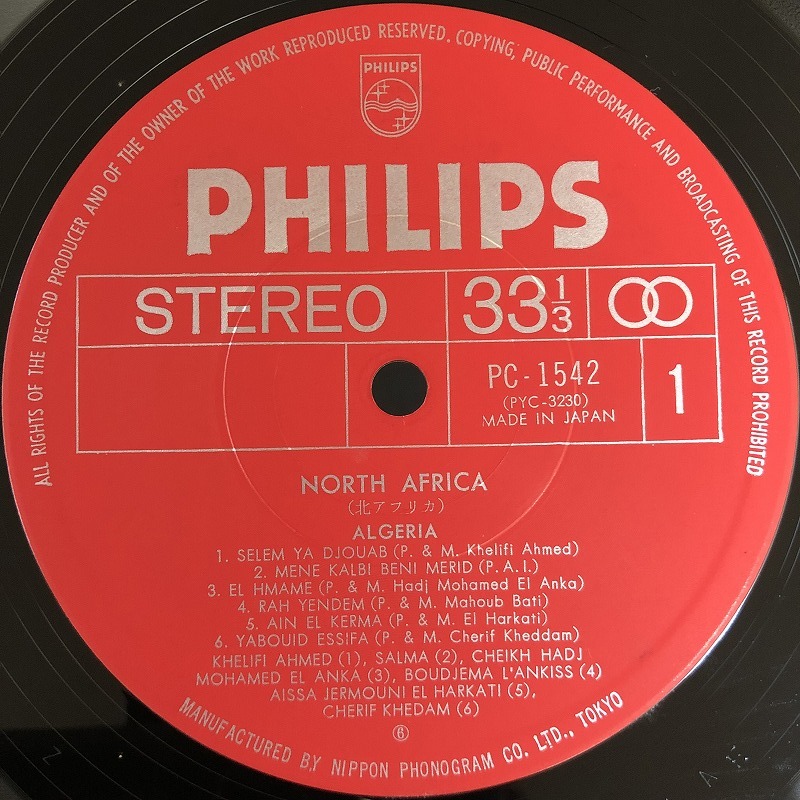 ALL RIGHTS OF THE RECORD PRODUCER AND OF THE OWNER OF THE WORK REPRODUCED RESERVED. COPYING, PUBLIC PERFORMANCE AND BROADCASTING OF THIS RECORD PROHIBITED
PHILIPS
PHILIPS
STEREO 33 1/3
PC-1542 1
(PYC-3230)
MADE IN JAPAN
NORTH AFRICA
(北アフリカ)
ALGERIA
1. SELEM YA DJOUAB (P. & M. Khelifi Ahmed)
2. MENE KALBI BENI MERID (P. A. I.)
3. EL HMAME (P. & M. Hadj Mohamed El Anka)
4. RAH YENDEM (P. & M. Mahoub Bati)
5. AIN EL KERMA (P. & M. El Harkati)
6. YABOUID ESSIFA (P. & M. Cherif Kheddam)
KHELIFI AHMED (1), SALMA (2), CHEIKH HADJ
MOHAMED EL ANKA (3), BOUDJEMA L'ANKISS (4)
AISSA JERMOUNI EL HARKATI (5),
CHERIF KHEDAM (6)
⑥
MANUFACTURED BY NIPPON PHONOGRAM CO. LTD., TOKYO